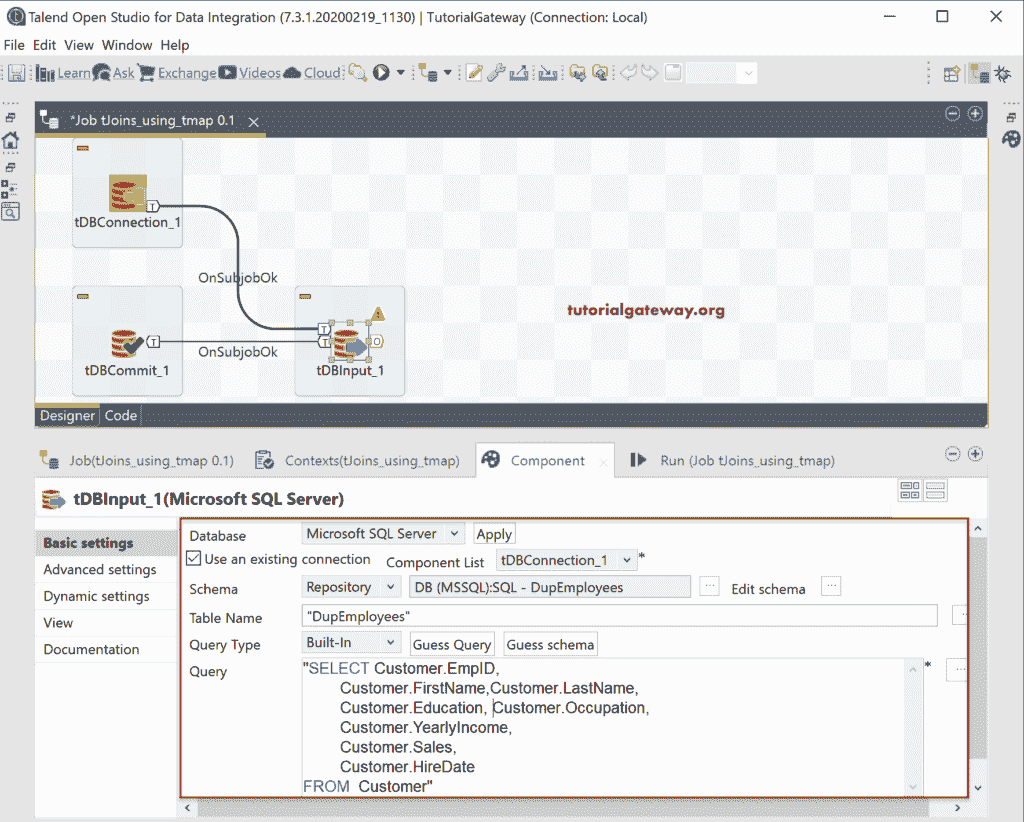 Talend Open Studio for Data Integration (7.3.1.20200219_1130) | TutorialGateway (Connection: Local)
File Edit View Window Help
Learn Ask Exchange Videos Cloud
*Job tJoins_using_tmap 0.1
tDBConnection_1
OnSubjobOk
tutorialgateway.org
OnSubjobOk
tDBCommit_1
tDBInput_1
Designer Code
Job(tJoins_using_tmap 0.1) Contexts(tJoins_using_tmap) Component Run (Job tJoins_using_tmap)
tDBInput_1(Microsoft SQL Server)
Basic settings
Advanced settings
Dynamic settings
View
Documentation
Database Microsoft SQL Server Apply
Use an existing connection Component List tDBConnection_1 *
Schema Repository DB (MSSQL):SQL - DupEmployees ... Edit schema ...
Table Name "DupEmployees" ...
Query Type Built-In Guess Query Guess schema
Query "SELECT Customer.EmpID, * ...
Customer.FirstName,Customer.LastName,
Customer.Education, Customer.Occupation,
Customer.YearlyIncome,
Customer.Sales,
Customer.HireDate
FROM Customer"